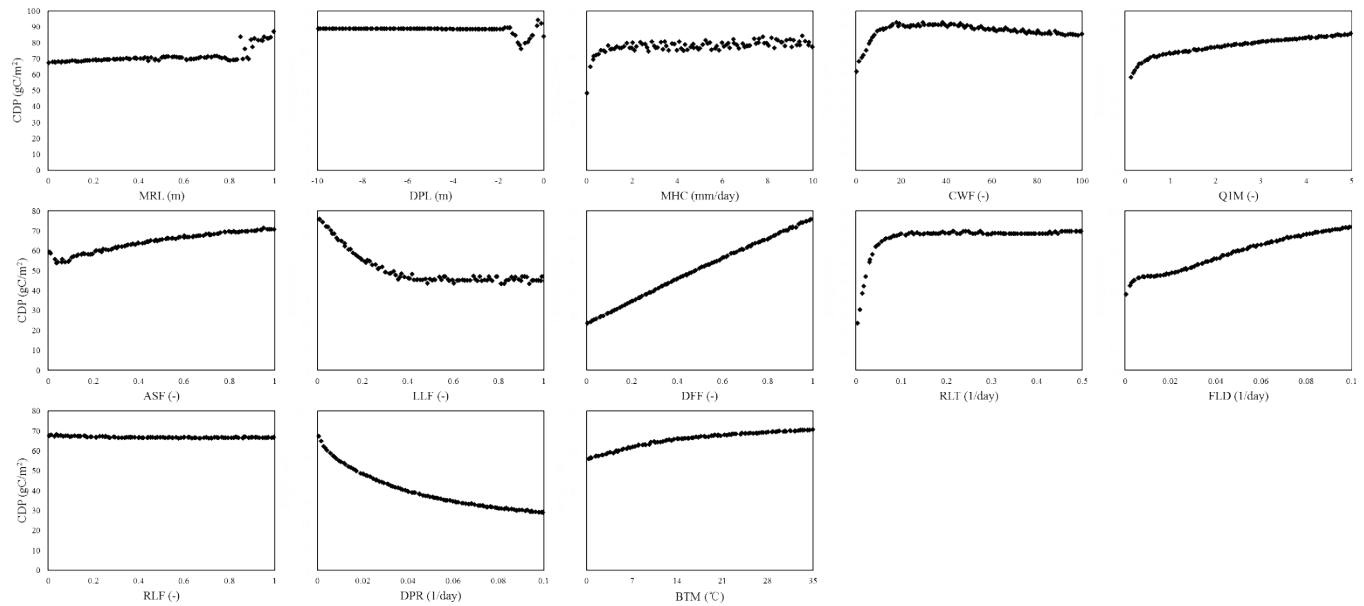 CDP (gC/m²)
100
90
80
70
60
50
40
30
20
10
0
0 0.2 0.4 0.6 0.8 1
MRL (m)
-10 -8 -6 -4 -2 0
DPL (m)
0 2 4 6 8 10
MHC (mm/day)
0 20 40 60 80 100
CWF (-)
0 1 2 3 4 5
Q1M (-)
CDP (gC/m²)
80
70
60
50
40
30
20
10
0
0 0.2 0.4 0.6 0.8 1
ASF (-)
0 0.2 0.4 0.6 0.8 1
LLF (-)
0 0.2 0.4 0.6 0.8 1
DFF (-)
0 0.1 0.2 0.3 0.4 0.5
RLT (1/day)
0 0.02 0.04 0.06 0.08 0.1
FLD (1/day)
CDP (gC/m²)
80
70
60
50
40
30
20
10
0
0 0.2 0.4 0.6 0.8 1
RLF (-)
0 0.02 0.04 0.06 0.08 0.1
DPR (1/day)
0 7 14 21 28 35
BTM (℃)